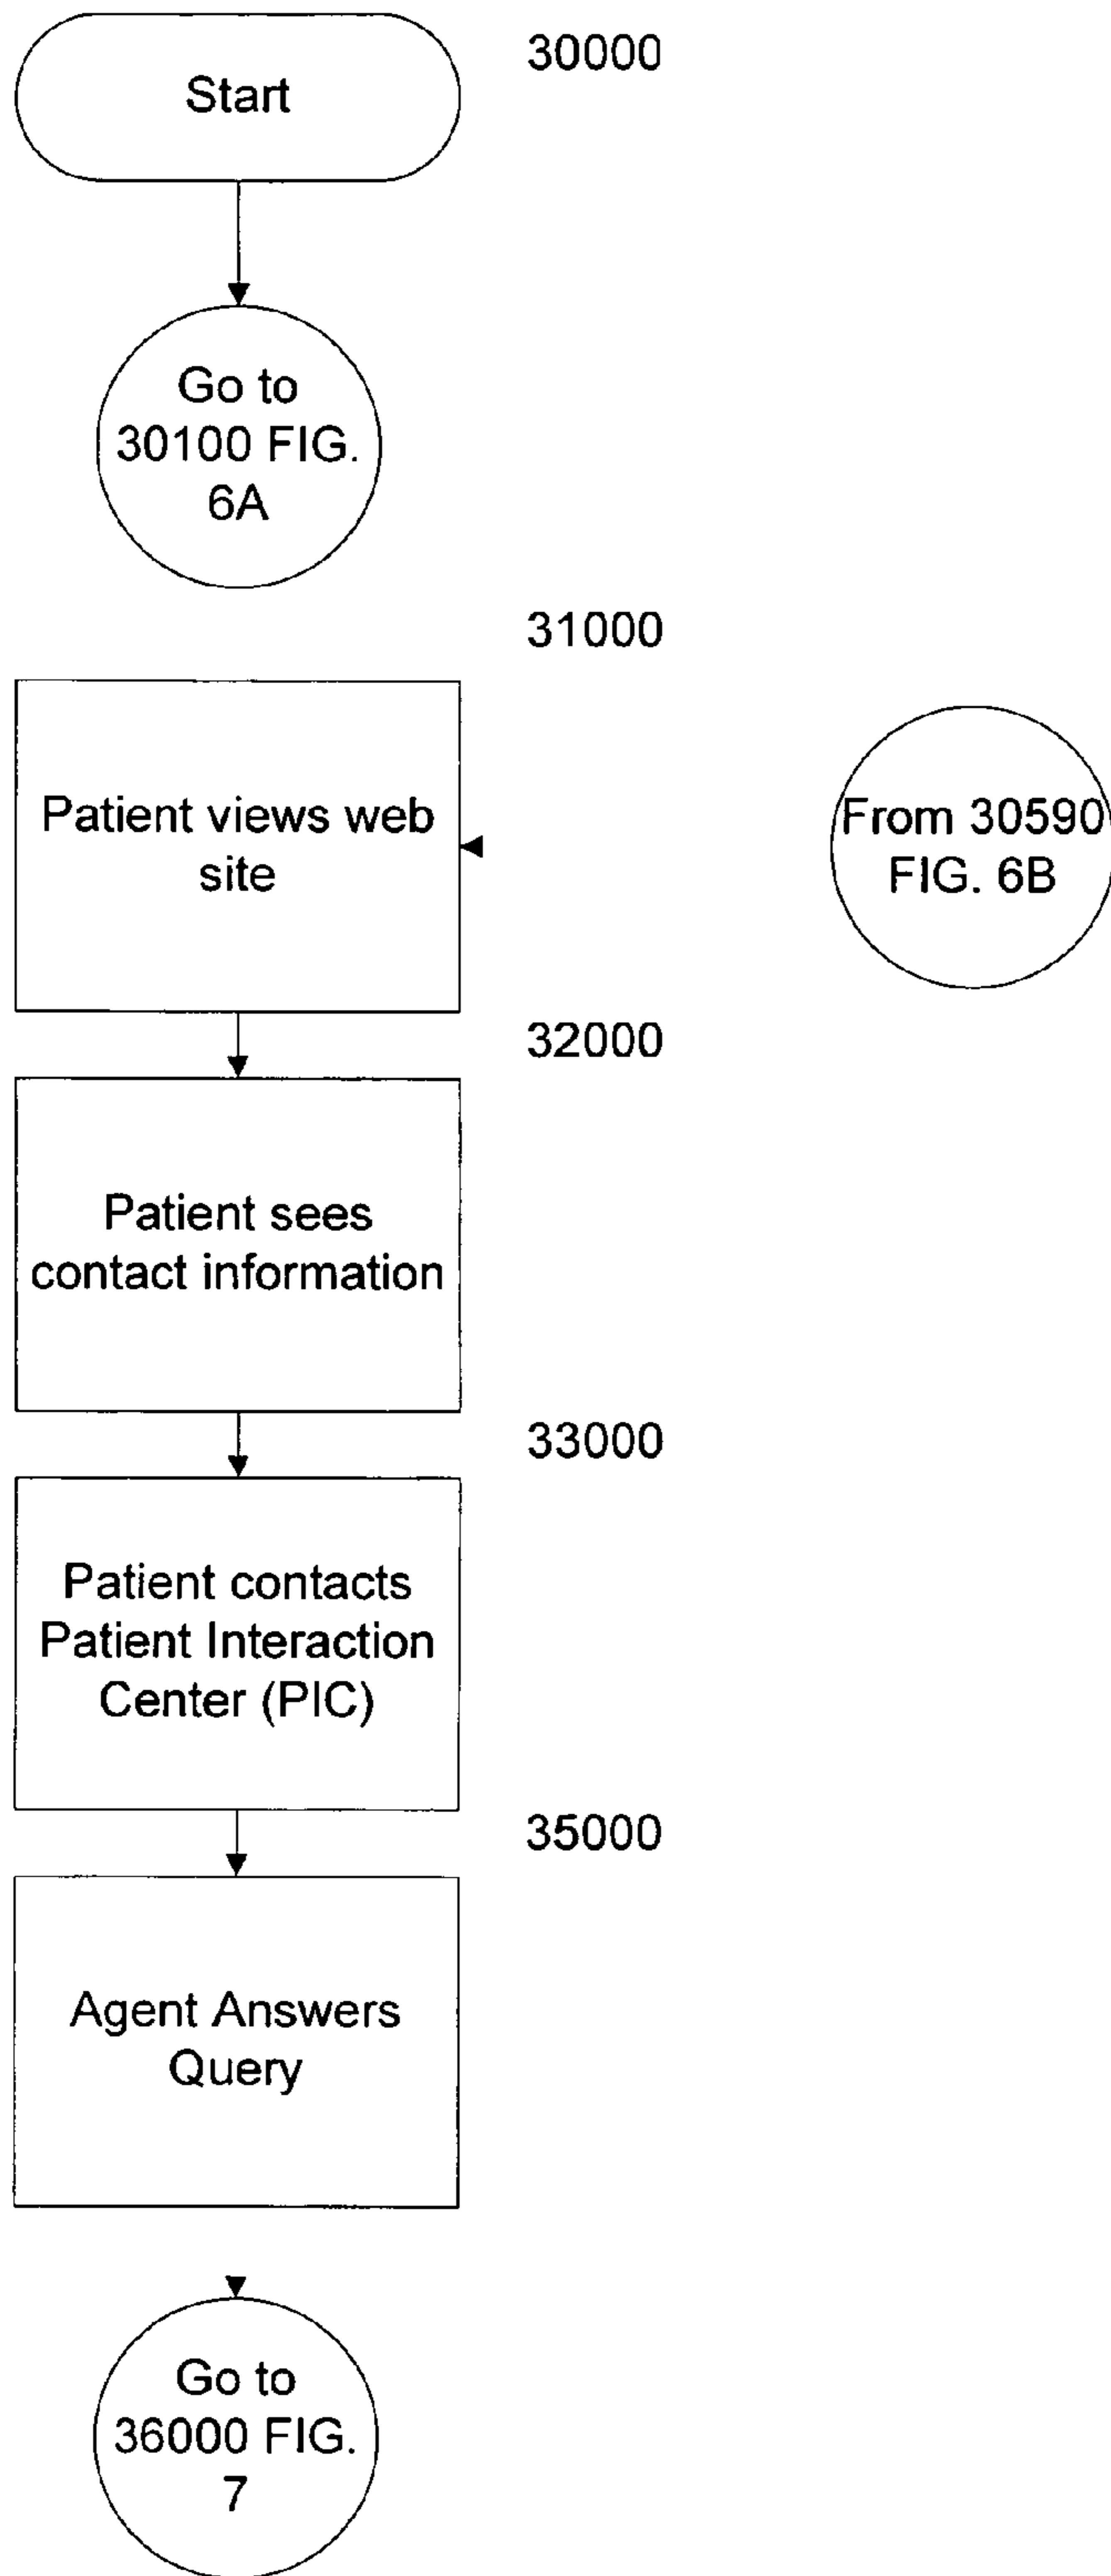 30000
Start
Go to
30100 FIG.
6A
31000
Patient views web
site
From 30590
FIG. 6B
32000
Patient sees
contact information
33000
Patient contacts
Patient Interaction
Center (PIC)
35000
Agent Answers
Query
Go to
36000 FIG.
7